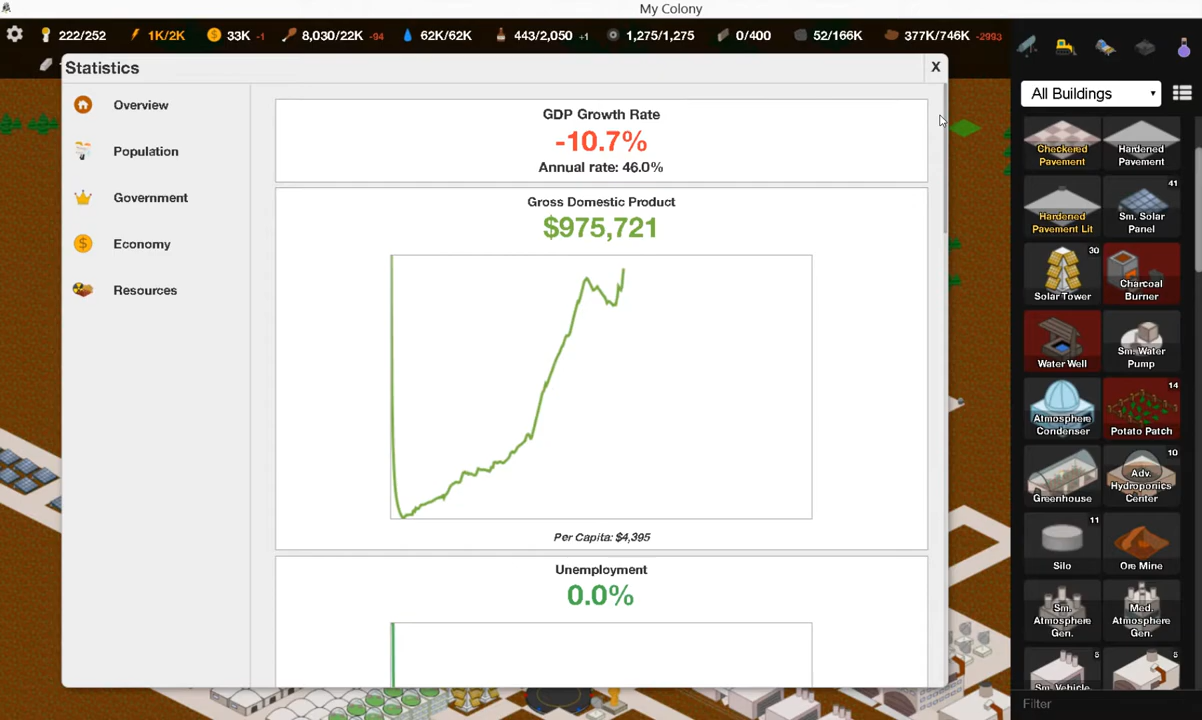 My Colony
222/252 1K/2K 33K -1 8,030/22K -94 62K/62K 443/2,050 +1 1,275/1,275 0/400 52/166K 377K/746K -2993
Statistics
X
Overview
Population
Government
Economy
Resources
GDP Growth Rate
-10.7%
Annual rate: 46.0%
Gross Domestic Product
$975,721
Per Capita: $4,395
Unemployment
0.0%
All Buildings
Checkered
Pavement
Hardened
Pavement
Hardened
Pavement Lit
41
Sm. Solar
Panel
30
Solar Tower
Charcoal
Burner
Water Well
Sm. Water
Pump
Atmosphere
Condenser
14
Potato Patch
Greenhouse
10
Adv.
Hydroponics
Center
11
Silo
Ore Mine
Sm.
Atmosphere
Gen.
Med.
Atmosphere
Gen.
5
Sm. Vehicle
5
Filter